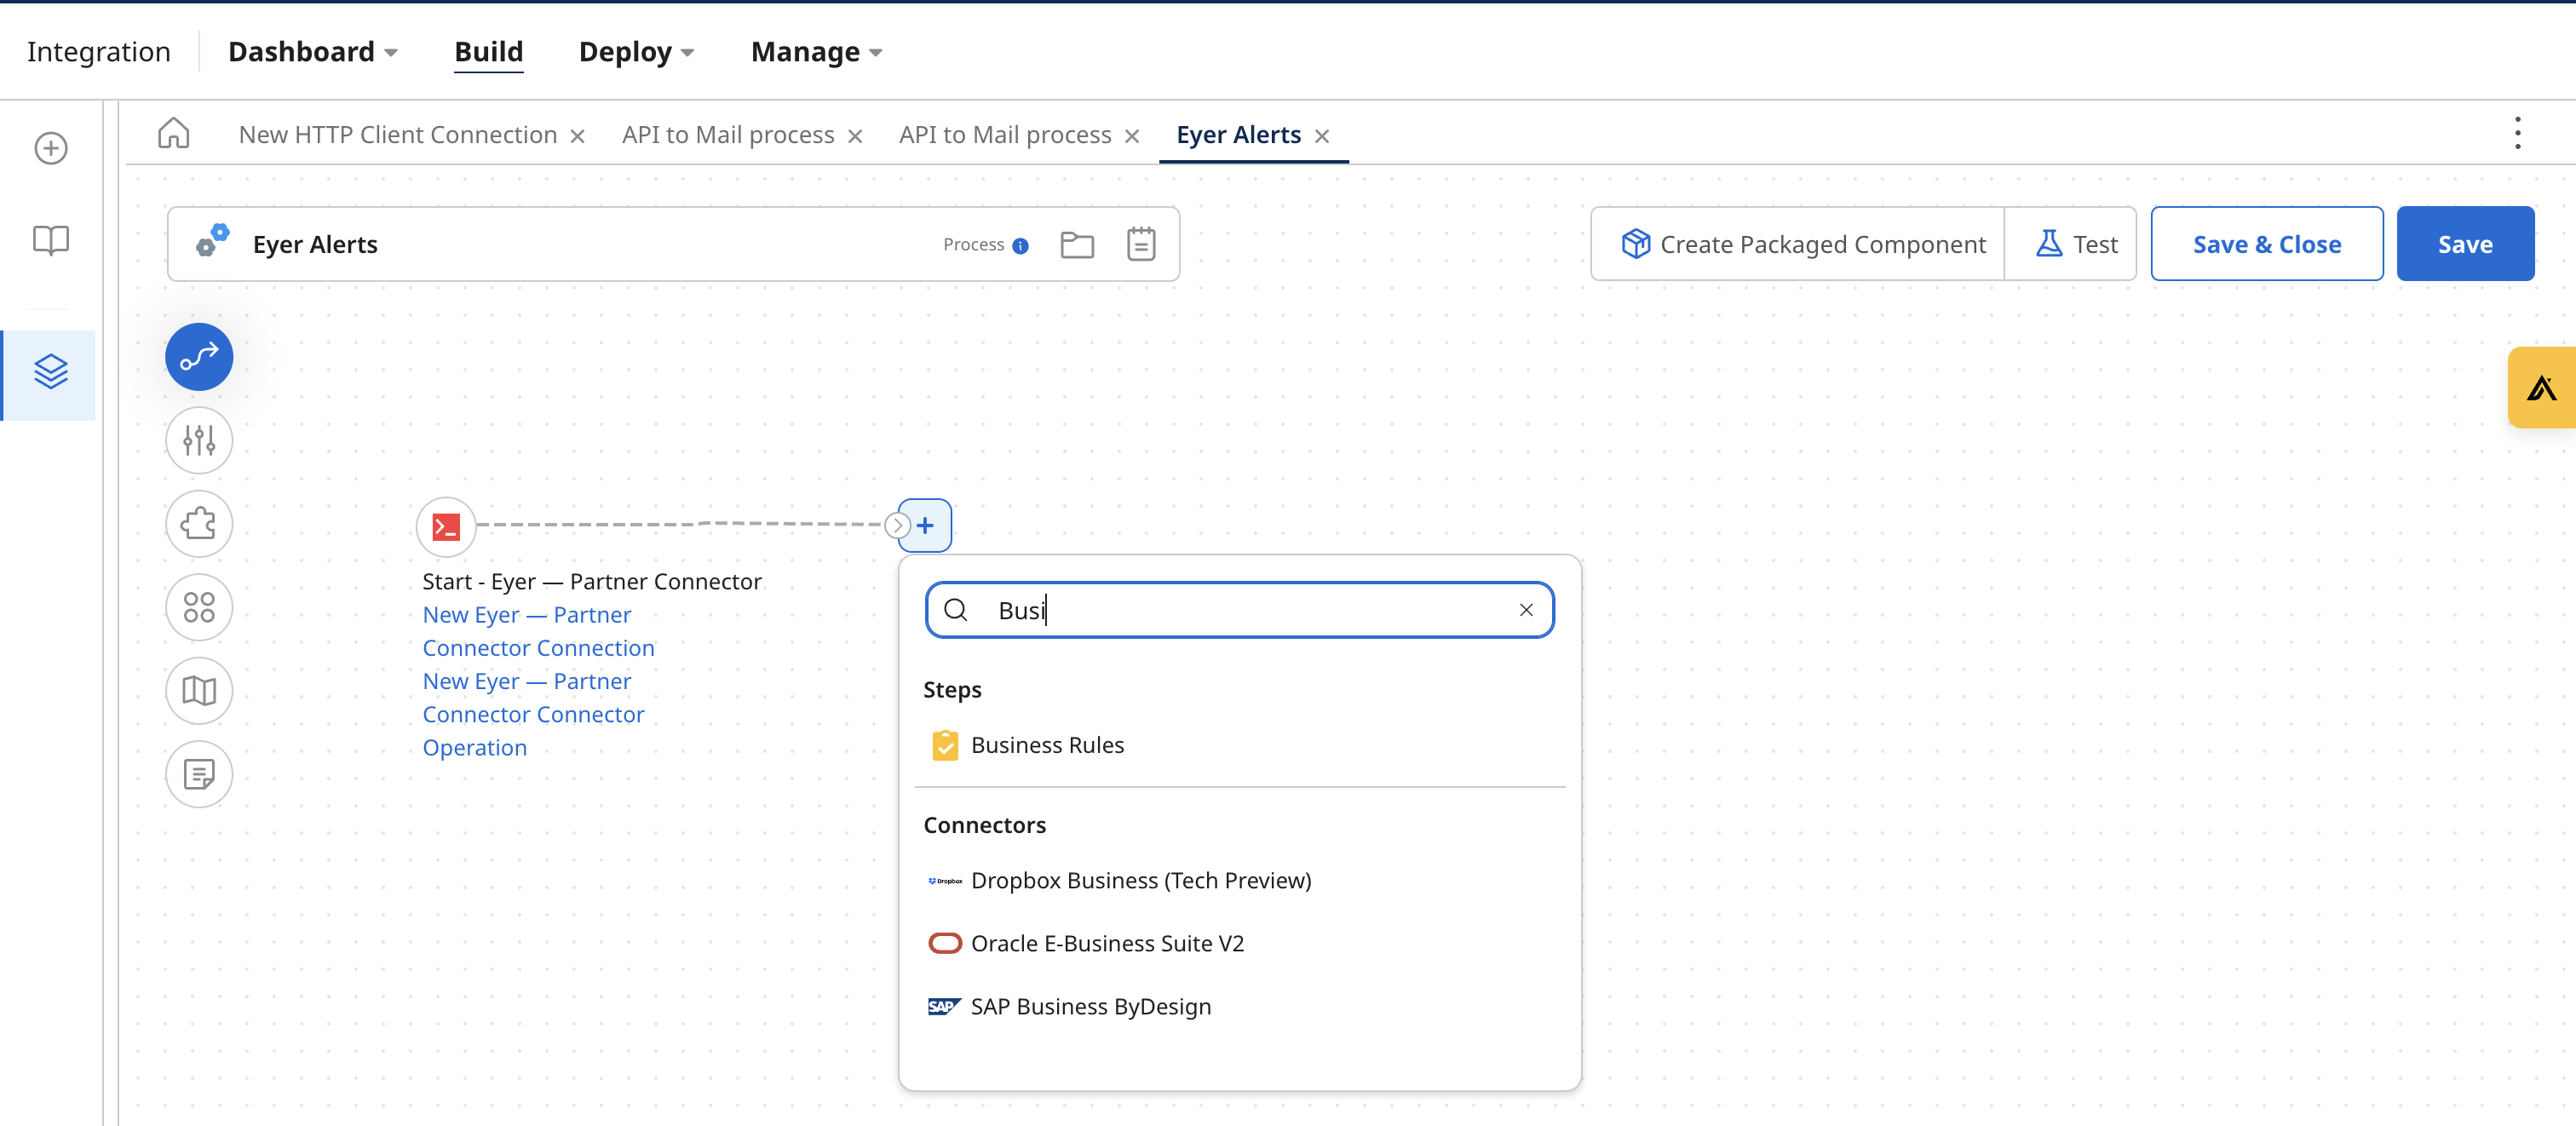 Integration Dashboard Build Deploy Manage
New HTTP Client Connection API to Mail process API to Mail process Eyer Alerts
Eyer Alerts Process Create Packaged Component Test Save & Close Save
Start - Eyer — Partner Connector
New Eyer — Partner
Connector Connection
New Eyer — Partner
Connector Connector
Operation
Busi
Steps
Business Rules
Connectors
Dropbox Dropbox Business (Tech Preview)
Oracle E-Business Suite V2
SAP SAP Business ByDesign